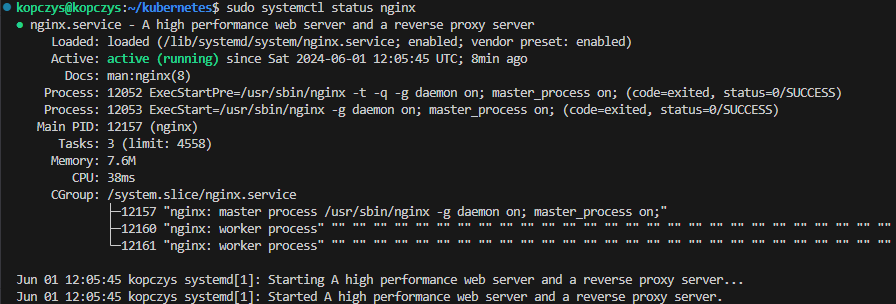 kopczys@kopczys:~/kubernetes$ sudo systemctl status nginx
● nginx.service - A high performance web server and a reverse proxy server
Loaded: loaded (/lib/systemd/system/nginx.service; enabled; vendor preset: enabled)
Active: active (running) since Sat 2024-06-01 12:05:45 UTC; 8min ago
Docs: man:nginx(8)
Process: 12052 ExecStartPre=/usr/sbin/nginx -t -q -g daemon on; master_process on; (code=exited, status=0/SUCCESS)
Process: 12053 ExecStart=/usr/sbin/nginx -g daemon on; master_process on; (code=exited, status=0/SUCCESS)
Main PID: 12157 (nginx)
Tasks: 3 (limit: 4558)
Memory: 7.6M
CPU: 38ms
CGroup: /system.slice/nginx.service
├─12157 "nginx: master process /usr/sbin/nginx -g daemon on; master_process on;"
├─12160 "nginx: worker process" "" "" "" "" "" "" "" "" "" "" "" "" "" "" "" "" "" "" "" "" "" "" "" "" "" "" ""
└─12161 "nginx: worker process" "" "" "" "" "" "" "" "" "" "" "" "" "" "" "" "" "" "" "" "" "" "" "" "" "" "" ""
Jun 01 12:05:45 kopczys systemd[1]: Starting A high performance web server and a reverse proxy server...
Jun 01 12:05:45 kopczys systemd[1]: Started A high performance web server and a reverse proxy server.